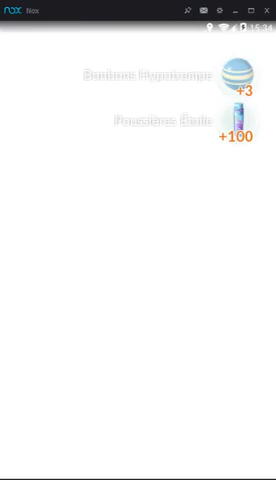 nox Nox
15:34
Bonbons Hypotrempe
+3
Poussières Étoile
+100